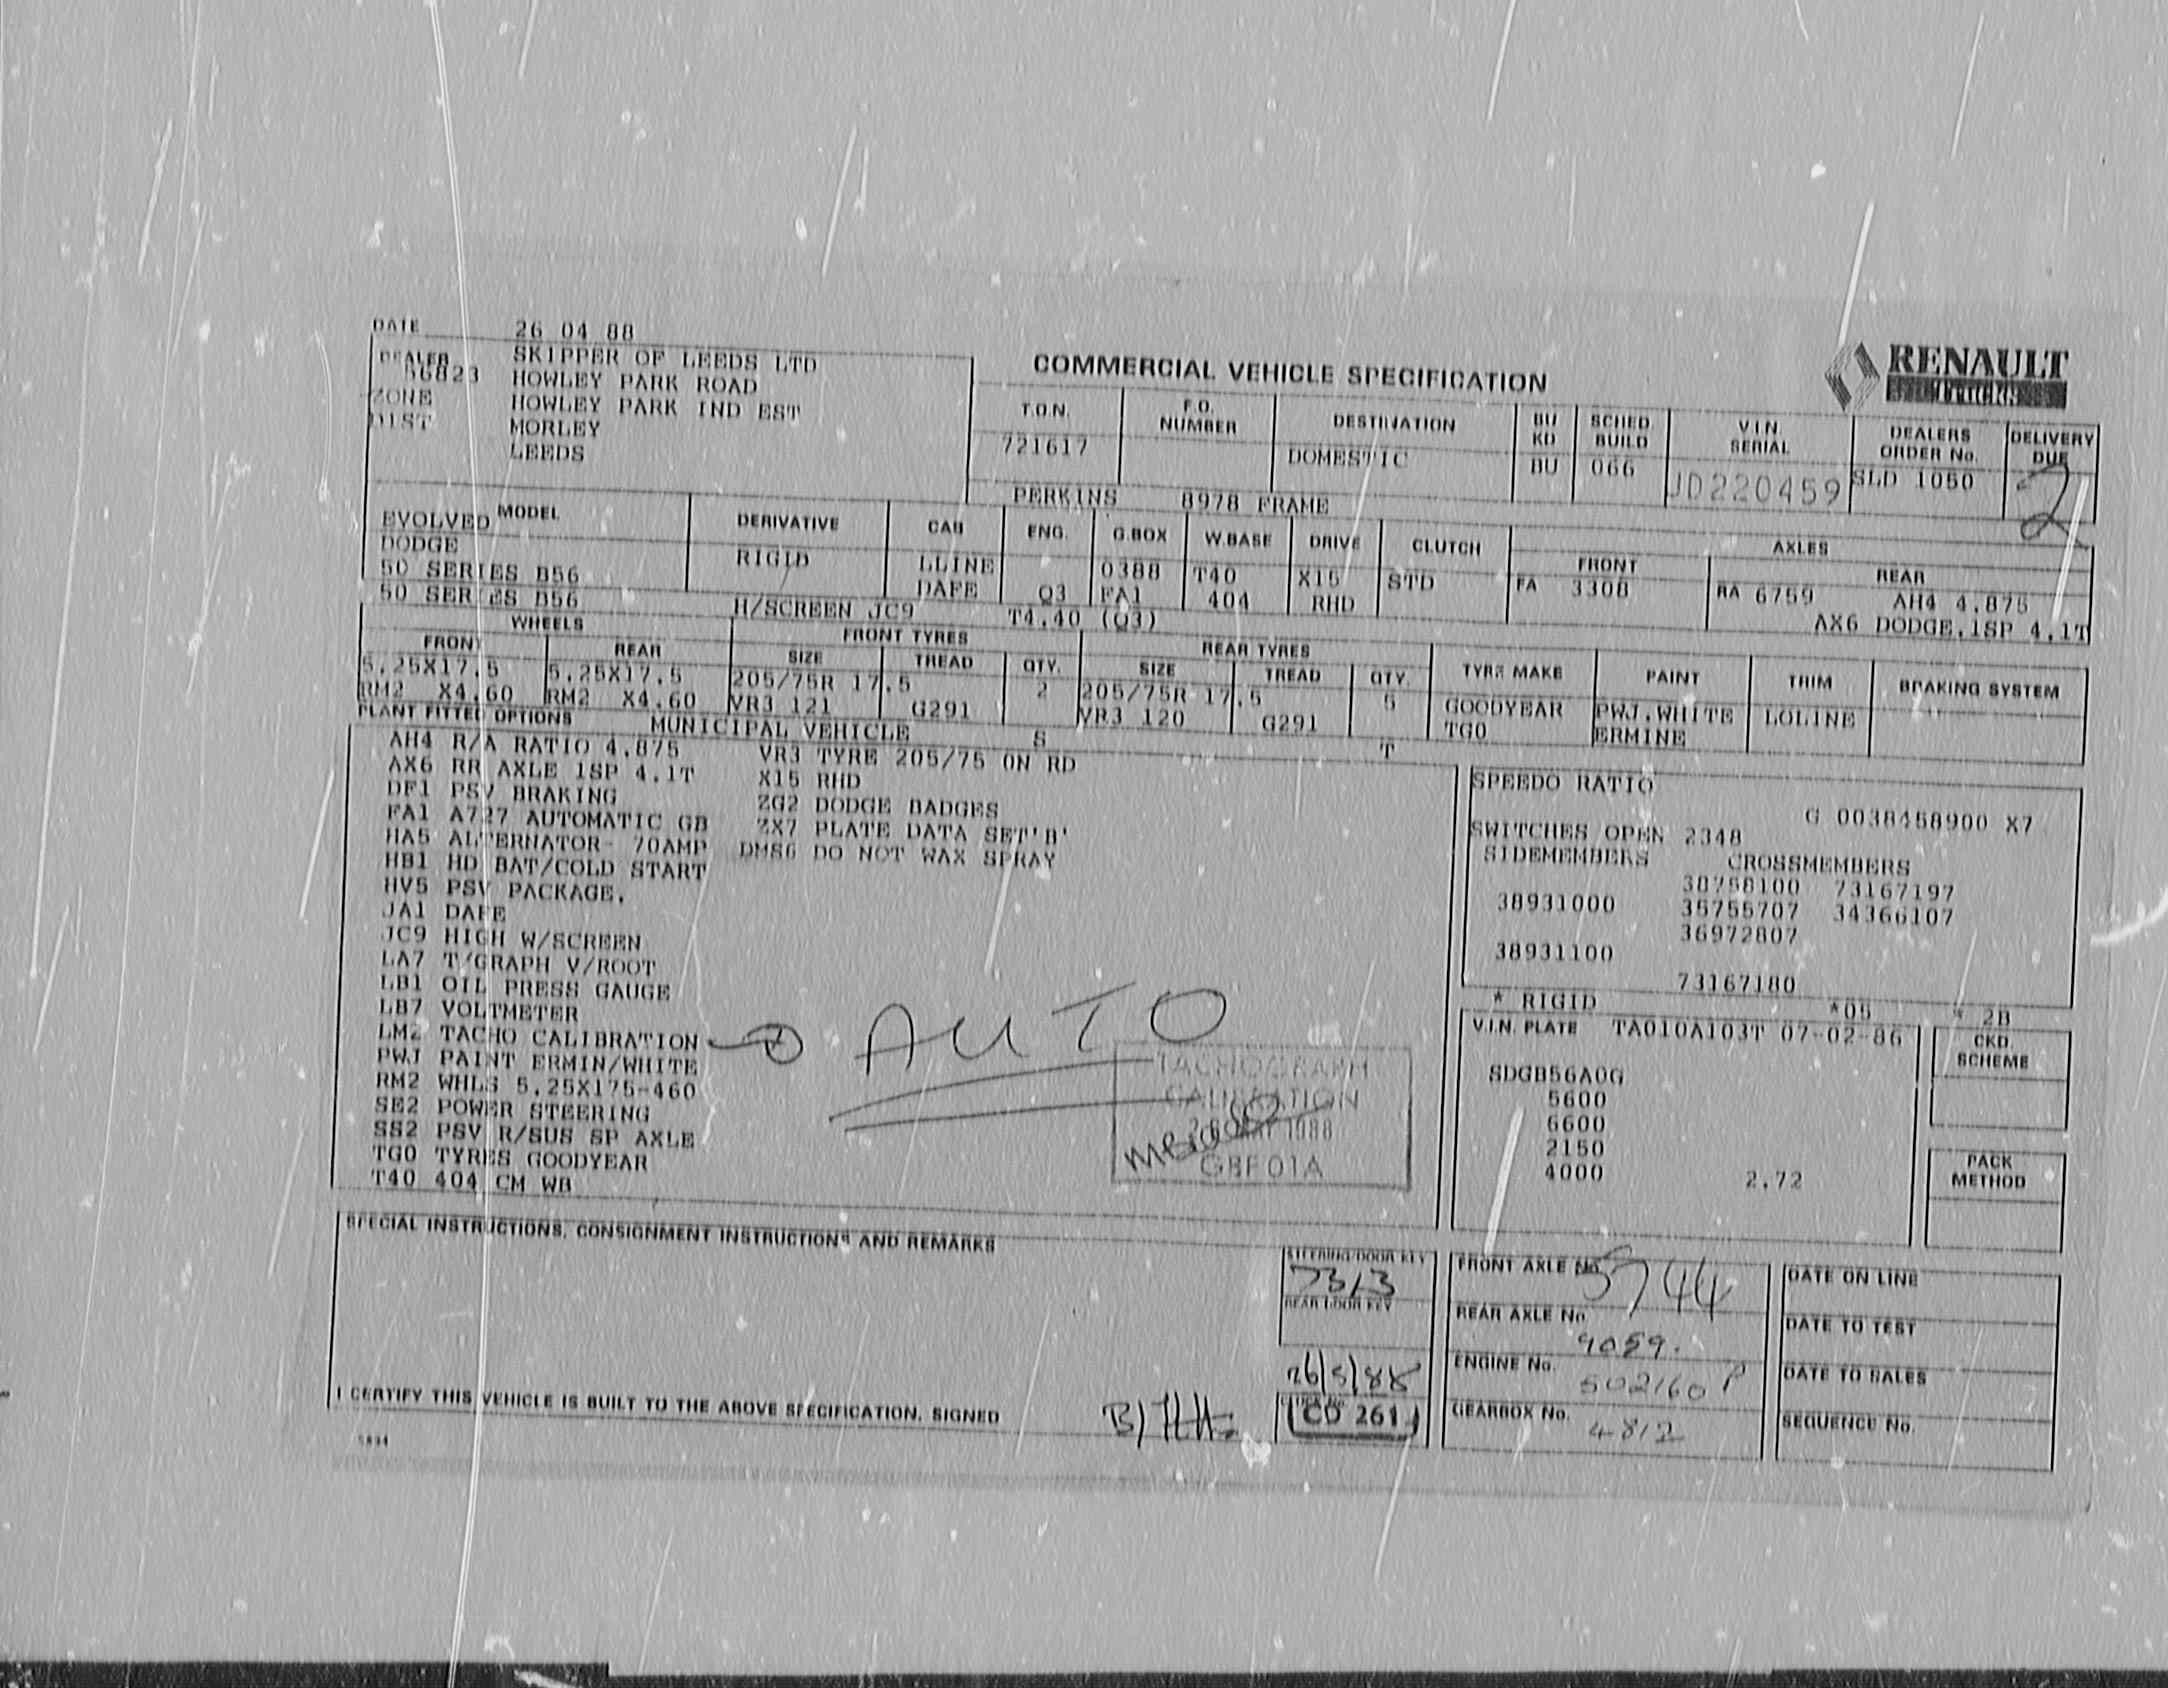 DATE 26 04 88
DEALER SKIPPER OF LEEDS LTD
56823 HOWLEY PARK ROAD
ZONE HOWLEY PARK IND EST
DIST MORLEY
LEEDS
COMMERCIAL VEHICLE SPECIFICATION
RENAULT
TRUCKS
T.O.N. F.O. NUMBER DESTINATION BU KD SCHED. BUILD V.I.N. SERIAL DEALERS ORDER No. DELIVERY DUE
721617 DOMESTIC BU 066 JD220459 SLD 1050 2
PERKINS 8978 FRAME
MODEL DERIVATIVE CAB ENG. G.BOX W.BASE DRIVE CLUTCH AXLES
FRONT REAR
EVOLVED
DODGE RIGID LLINE 0388 T40 X15 STD FA 3308 RA 6759 AH4 4.875
50 SERIES B56 DAFE Q3 FA1 404 RHD AX6 DODGE.1SP 4.1T
50 SERIES B56 H/SCREEN JC9 T4.40 (Q3)
WHEELS FRONT TYRES REAR TYRES
FRONT REAR SIZE TREAD QTY. SIZE TREAD QTY. TYRE MAKE PAINT TRIM BRAKING SYSTEM
5.25X17.5 5.25X17.5 205/75R 17.5 2 205/75R 17.5 5 GOODYEAR PWJ.WHITE LOLINE
RM2 X4.60 RM2 X4.60 VR3 121 G291 VR3 120 G291 TG0 ERMINE
PLANT FITTED OPTIONS MUNICIPAL VEHICLE S T
AH4 R/A RATIO 4.875 VR3 TYRE 205/75 ON RD
AX6 RR AXLE 1SP 4.1T X15 RHD
DF1 PSV BRAKING ZG2 DODGE BADGES
FA1 A727 AUTOMATIC GB ZX7 PLATE DATA SET'B'
HA5 ALTERNATOR- 70AMP DMS6 DO NOT WAX SPRAY
HB1 HD BAT/COLD START
HV5 PSV PACKAGE.
JA1 DAFE
JC9 HIGH W/SCREEN
LA7 T/GRAPH V/ROOT
LB1 OIL PRESS GAUGE
LB7 VOLTMETER
LM2 TACHO CALIBRATION
PWJ PAINT ERMIN/WHITE
RM2 WHLS 5.25X175-460
SE2 POWER STEERING
SS2 PSV R/SUS SP AXLE
TG0 TYRES GOODYEAR
T40 404 CM WB
AUTO
TACHOGRAPH
CALIBRATION
MAY 1988
GBF01A
SPEEDO RATIO
G 0038458900 X7
SWITCHES OPEN 2348
SIDEMEMBERS CROSSMEMBERS
38758100 73167197
38931000 35755707 34366107
36972807
38931100
73167180
* RIGID *05 * 2B
V.I.N. PLATE TA010A103T 07-02-86
SDGB56A0G
5600
6600
2150
4000 2.72
CKD. SCHEME
PACK METHOD
SPECIAL INSTRUCTIONS, CONSIGNMENT INSTRUCTIONS AND REMARKS
STEERING/DOOR KEY
7313
REAR DOOR KEY
26/5/88
CD 261
FRONT AXLE No. 5744
REAR AXLE No. 9059.
ENGINE No. 502160 P
GEARBOX No. 4812
DATE ON LINE
DATE TO TEST
DATE TO SALES
SEQUENCE No.
I CERTIFY THIS VEHICLE IS BUILT TO THE ABOVE SPECIFICATION. SIGNED